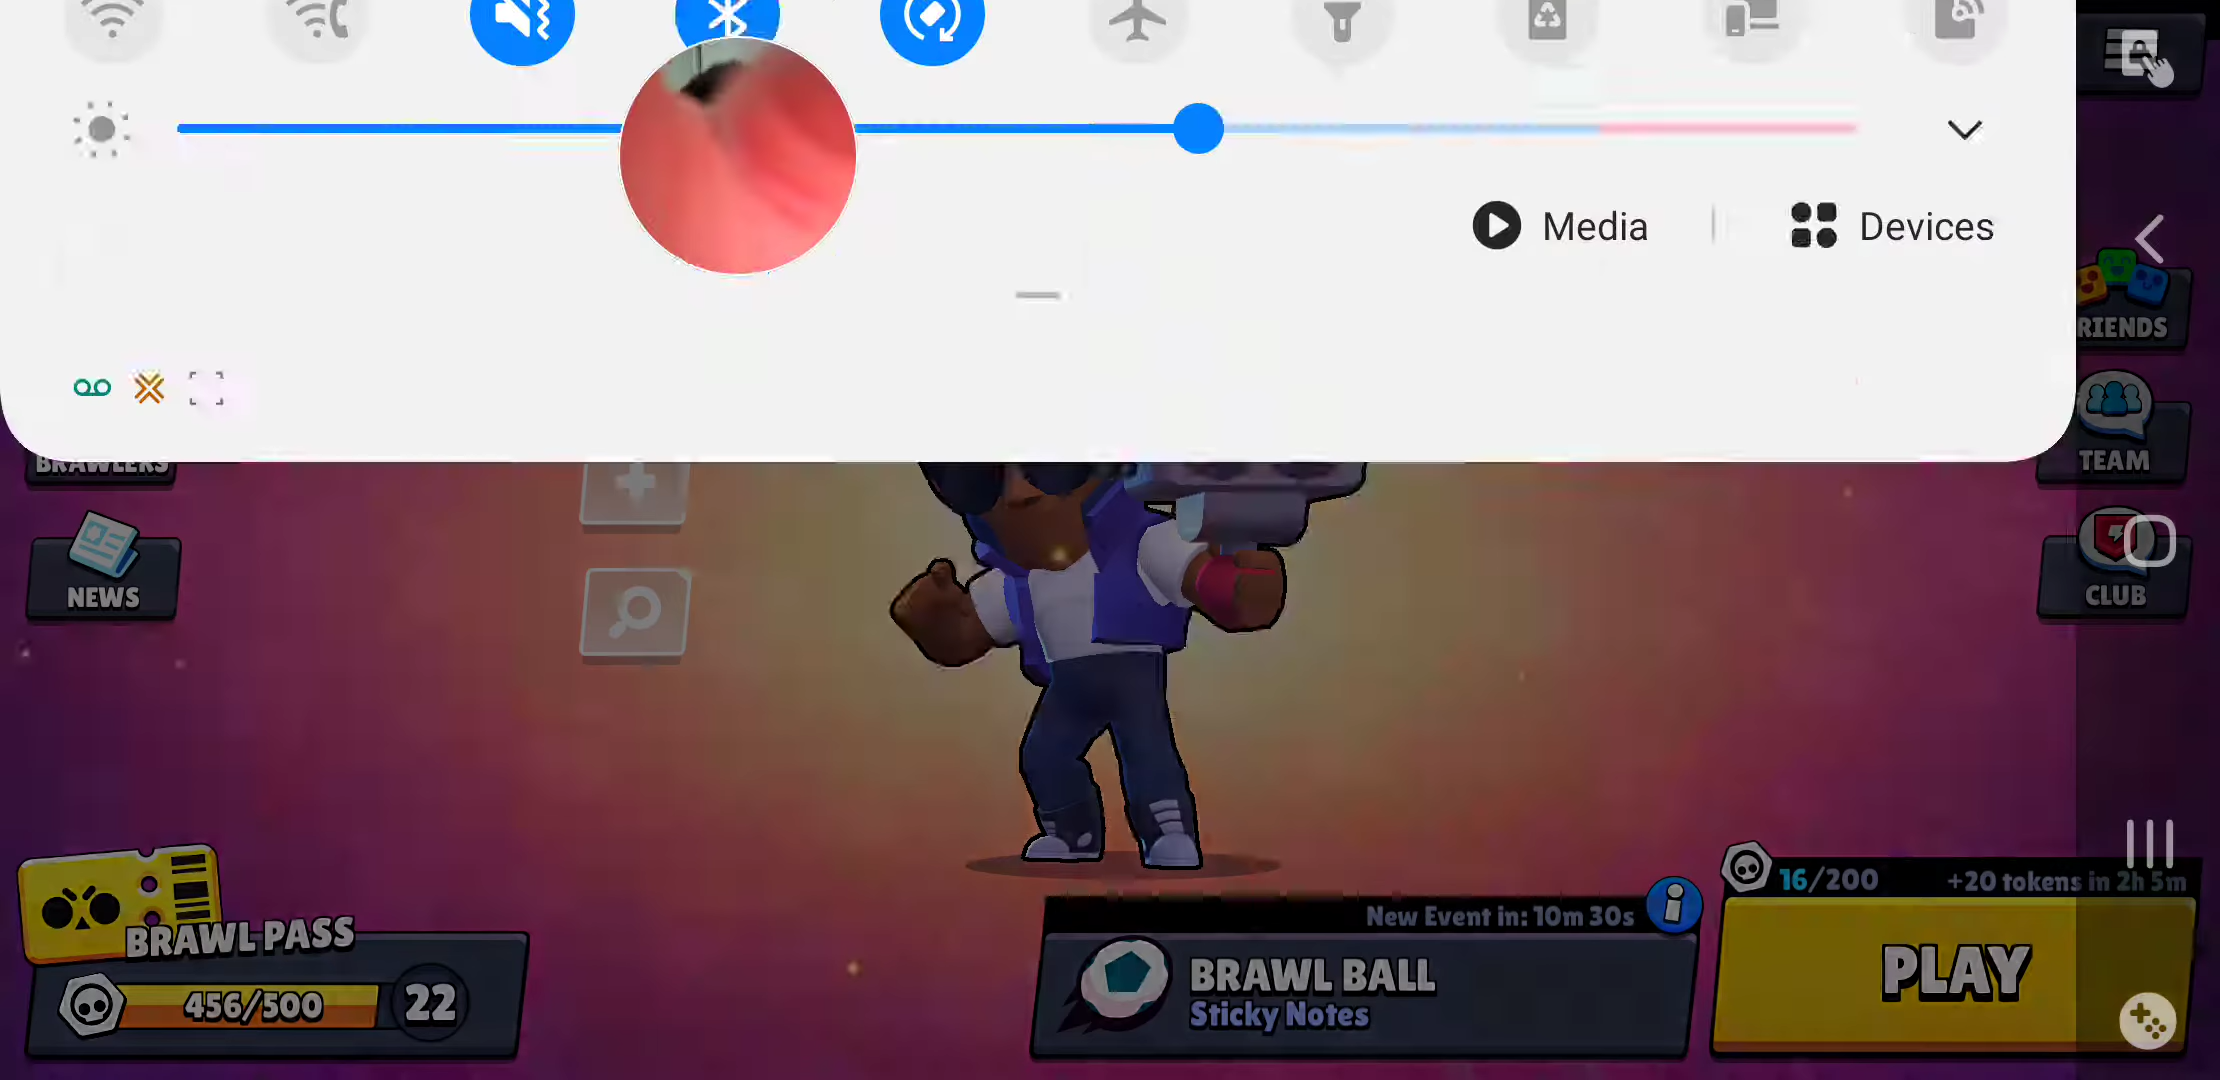 Media
Devices
RIENDS
BRAWLERS
TEAM
NEWS
CLUB
16/200
+20 tokens in 2h 5m
New Event in: 10m 30s
BRAWL PASS
BRAWL BALL
PLAY
456/500
22
Sticky Notes